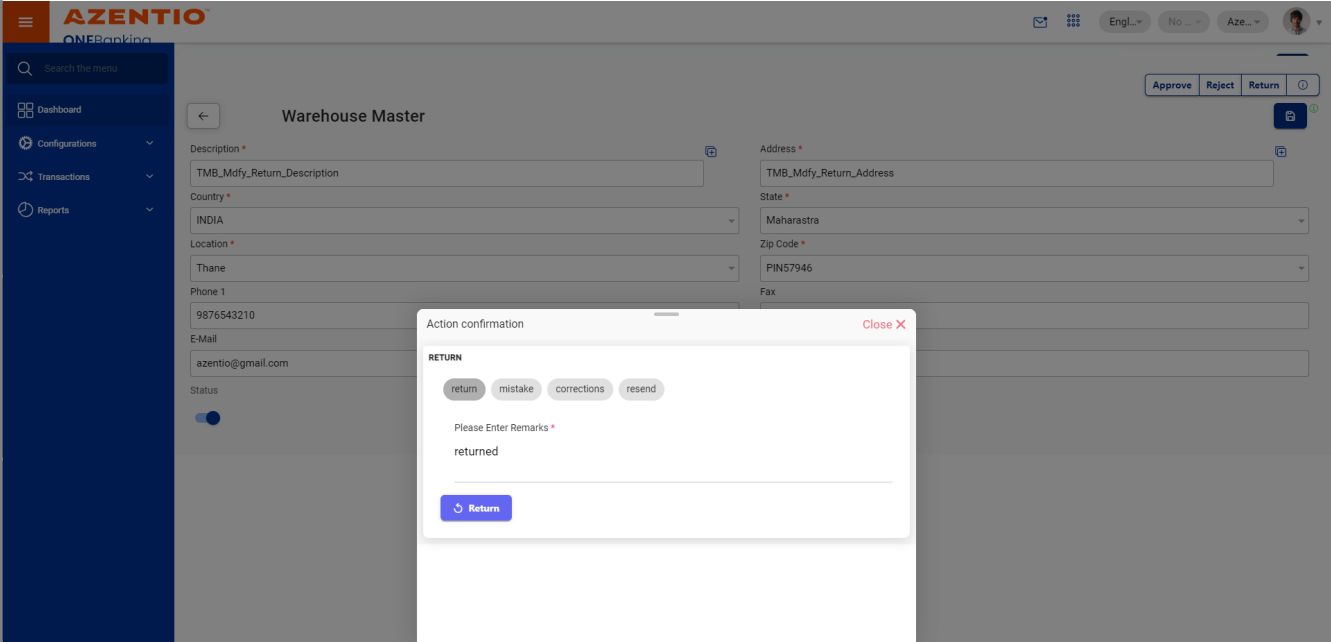 AZENTIO™
ONEBanking
Engl...
No ...
Aze...
Search the menu
Dashboard
Configurations
Transactions
Reports
Approve Reject Return
Warehouse Master
Description *
TMB_Mdfy_Return_Description
Address *
TMB_Mdfy_Return_Address
Country *
INDIA
State *
Maharastra
Location *
Thane
Zip Code *
PIN57946
Phone 1
9876543210
Fax
E-Mail
azentio@gmail.com
Status
Action confirmation
Close
RETURN
return mistake corrections resend
Please Enter Remarks *
returned
Return